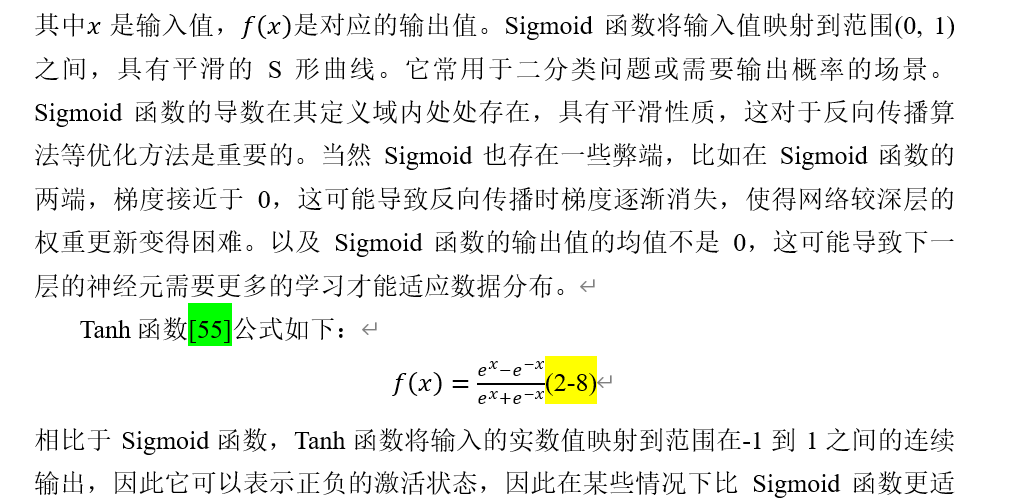 其中x 是输入值，f(x)是对应的输出值。Sigmoid 函数将输入值映射到范围(0, 1)
之间，具有平滑的 S 形曲线。它常用于二分类问题或需要输出概率的场景。
Sigmoid 函数的导数在其定义域内处处存在，具有平滑性质，这对于反向传播算
法等优化方法是重要的。当然 Sigmoid 也存在一些弊端，比如在 Sigmoid 函数的
两端，梯度接近于 0，这可能导致反向传播时梯度逐渐消失，使得网络较深层的
权重更新变得困难。以及 Sigmoid 函数的输出值的均值不是 0，这可能导致下一
层的神经元需要更多的学习才能适应数据分布。↵
Tanh 函数[55]公式如下：↵
f(x) = (e^x−e^−x)/(e^x+e^−x)(2-8)↵
相比于 Sigmoid 函数，Tanh 函数将输入的实数值映射到范围在-1 到 1 之间的连续
输出，因此它可以表示正负的激活状态，因此在某些情况下比 Sigmoid 函数更适